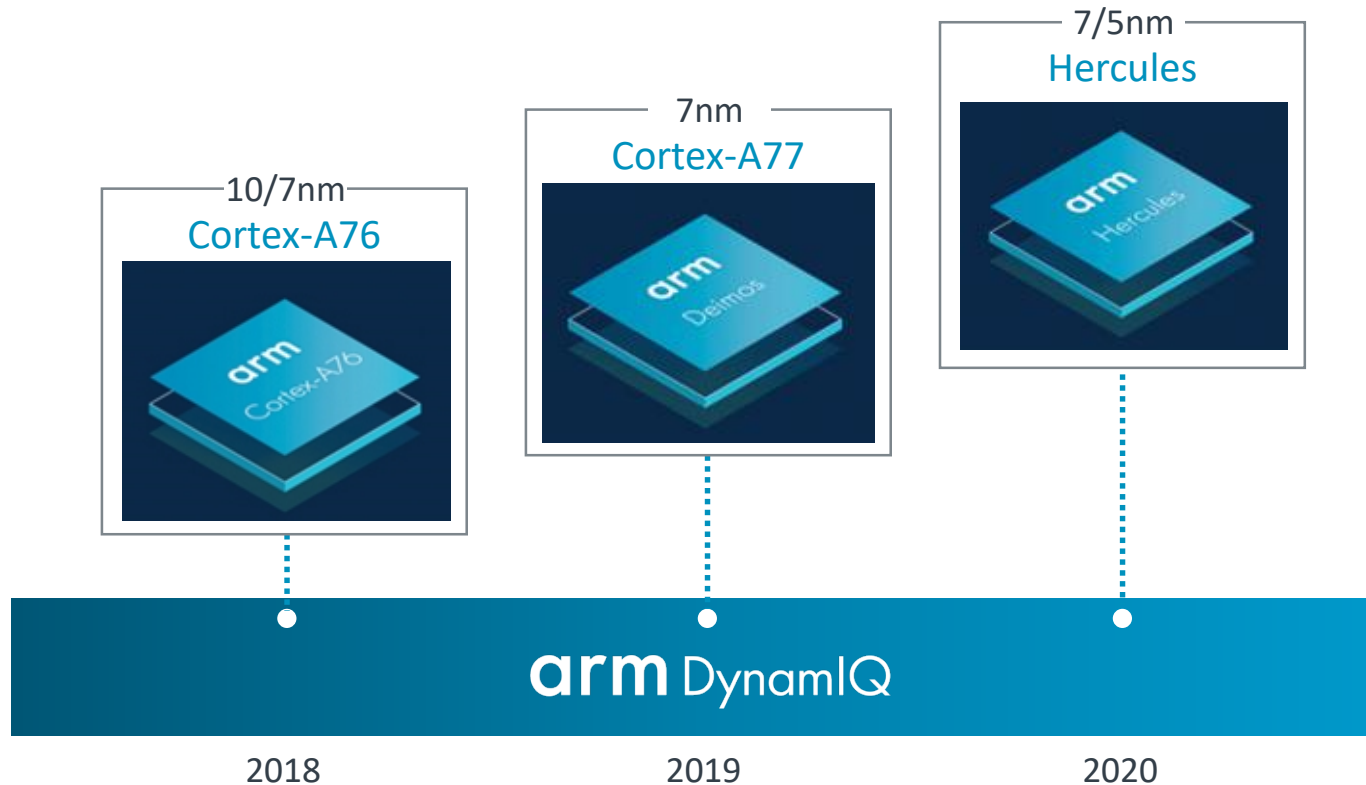 10/7nm
Cortex-A76
arm
Cortex-A76
7nm
Cortex-A77
arm
Deimos
7/5nm
Hercules
arm
Hercules
arm DynamIQ
2018
2019
2020